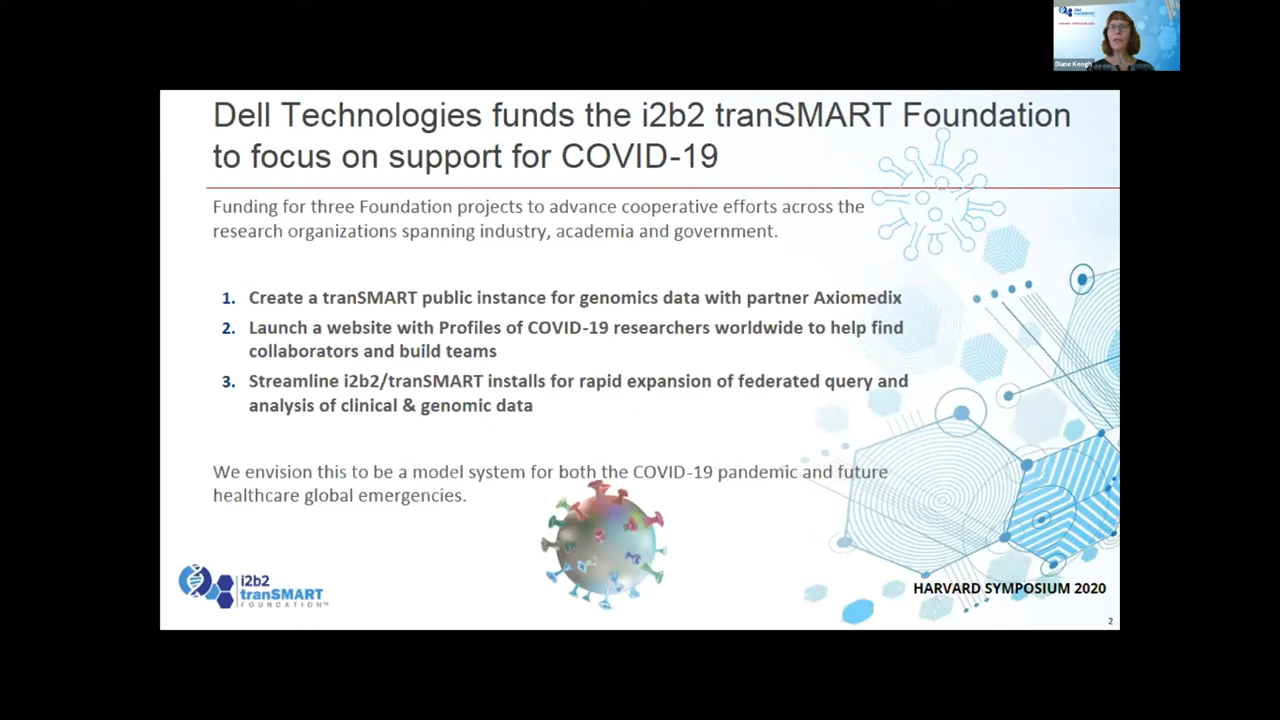 Diane Keogh
Dell Technologies funds the i2b2 tranSMART Foundation
to focus on support for COVID-19
Funding for three Foundation projects to advance cooperative efforts across the
research organizations spanning industry, academia and government.
1. Create a tranSMART public instance for genomics data with partner Axiomedix
2. Launch a website with Profiles of COVID-19 researchers worldwide to help find
collaborators and build teams
3. Streamline i2b2/tranSMART installs for rapid expansion of federated query and
analysis of clinical & genomic data
We envision this to be a model system for both the COVID-19 pandemic and future
healthcare global emergencies.
i2b2
tranSMART
FOUNDATION™
HARVARD SYMPOSIUM 2020
2